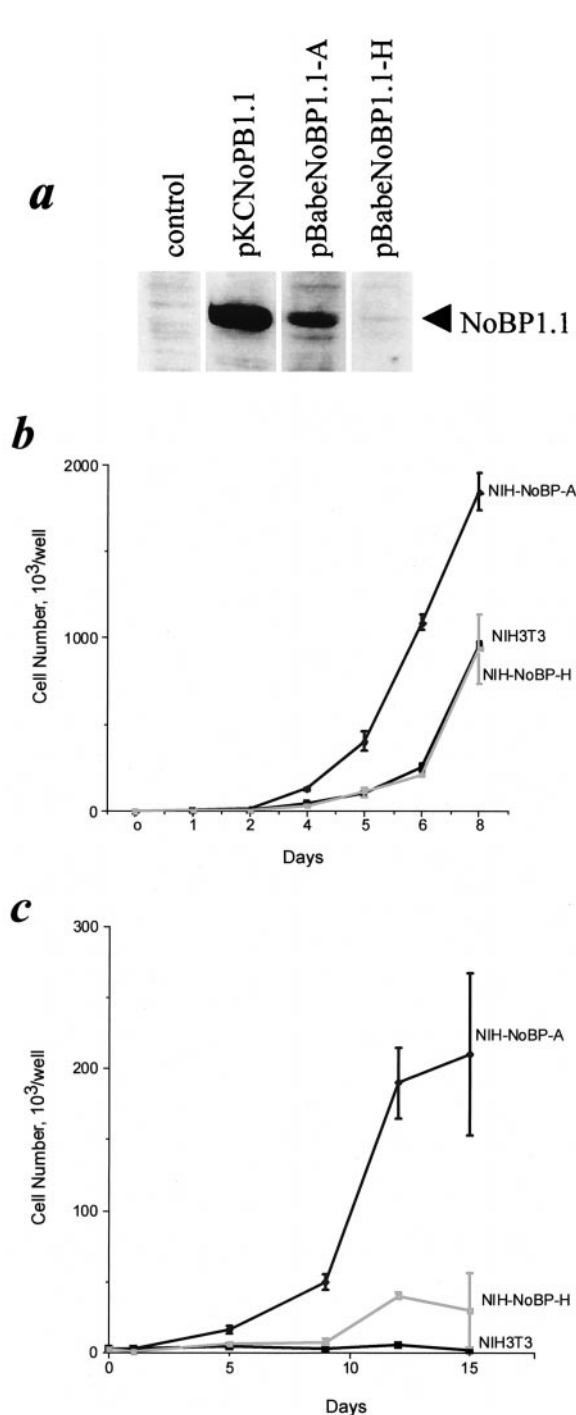 a
control
pKCNoPB1.1
pBabeNoBP1.1-A
pBabeNoBP1.1-H
NoBP1.1
b
Cell Number, 10³/well
2000
1000
0
NIH-NoBP-A
NIH3T3
NIH-NoBP-H
o 1 2 4 5 6 8
Days
c
Cell Number, 10³/well
300
200
100
0
NIH-NoBP-A
NIH-NoBP-H
NIH3T3
0 5 10 15
Days